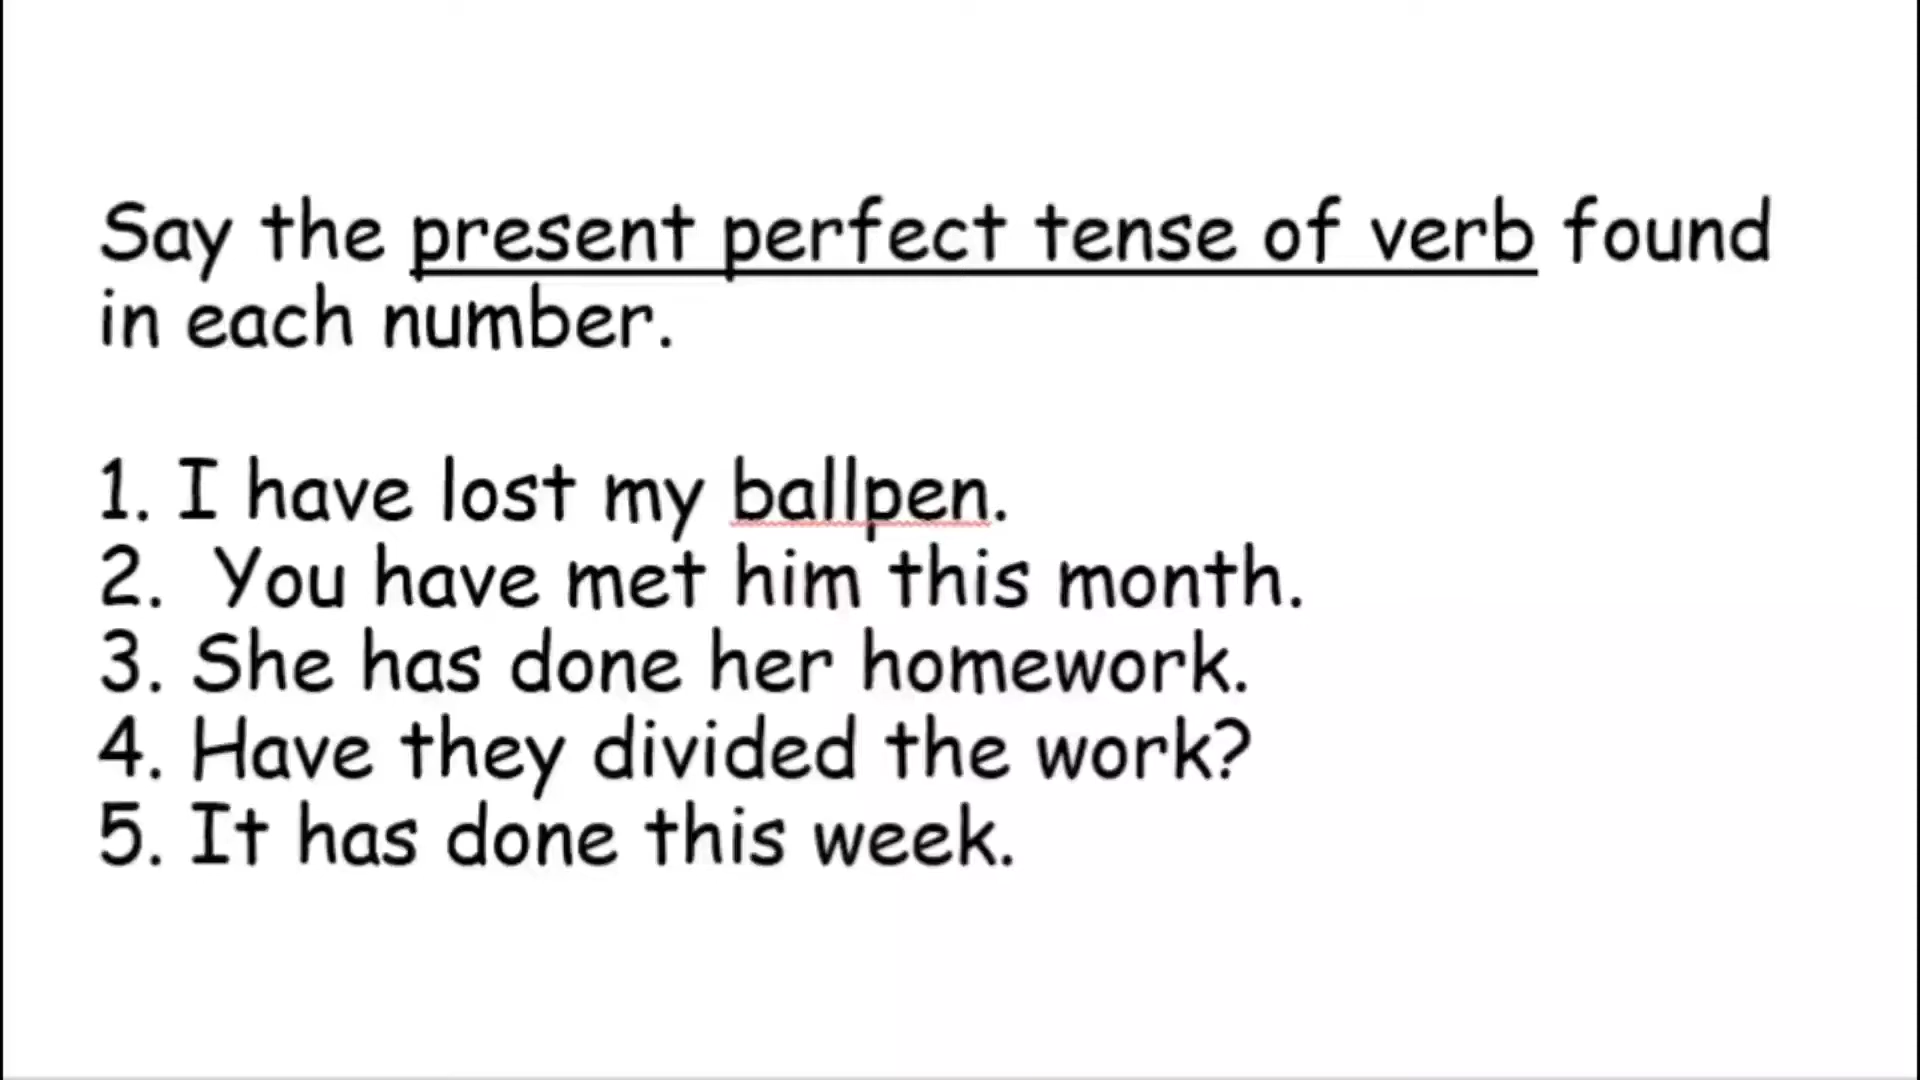 Say the present perfect tense of verb found
in each number.
1. I have lost my ballpen.
2. You have met him this month.
3. She has done her homework.
4. Have they divided the work?
5. It has done this week.